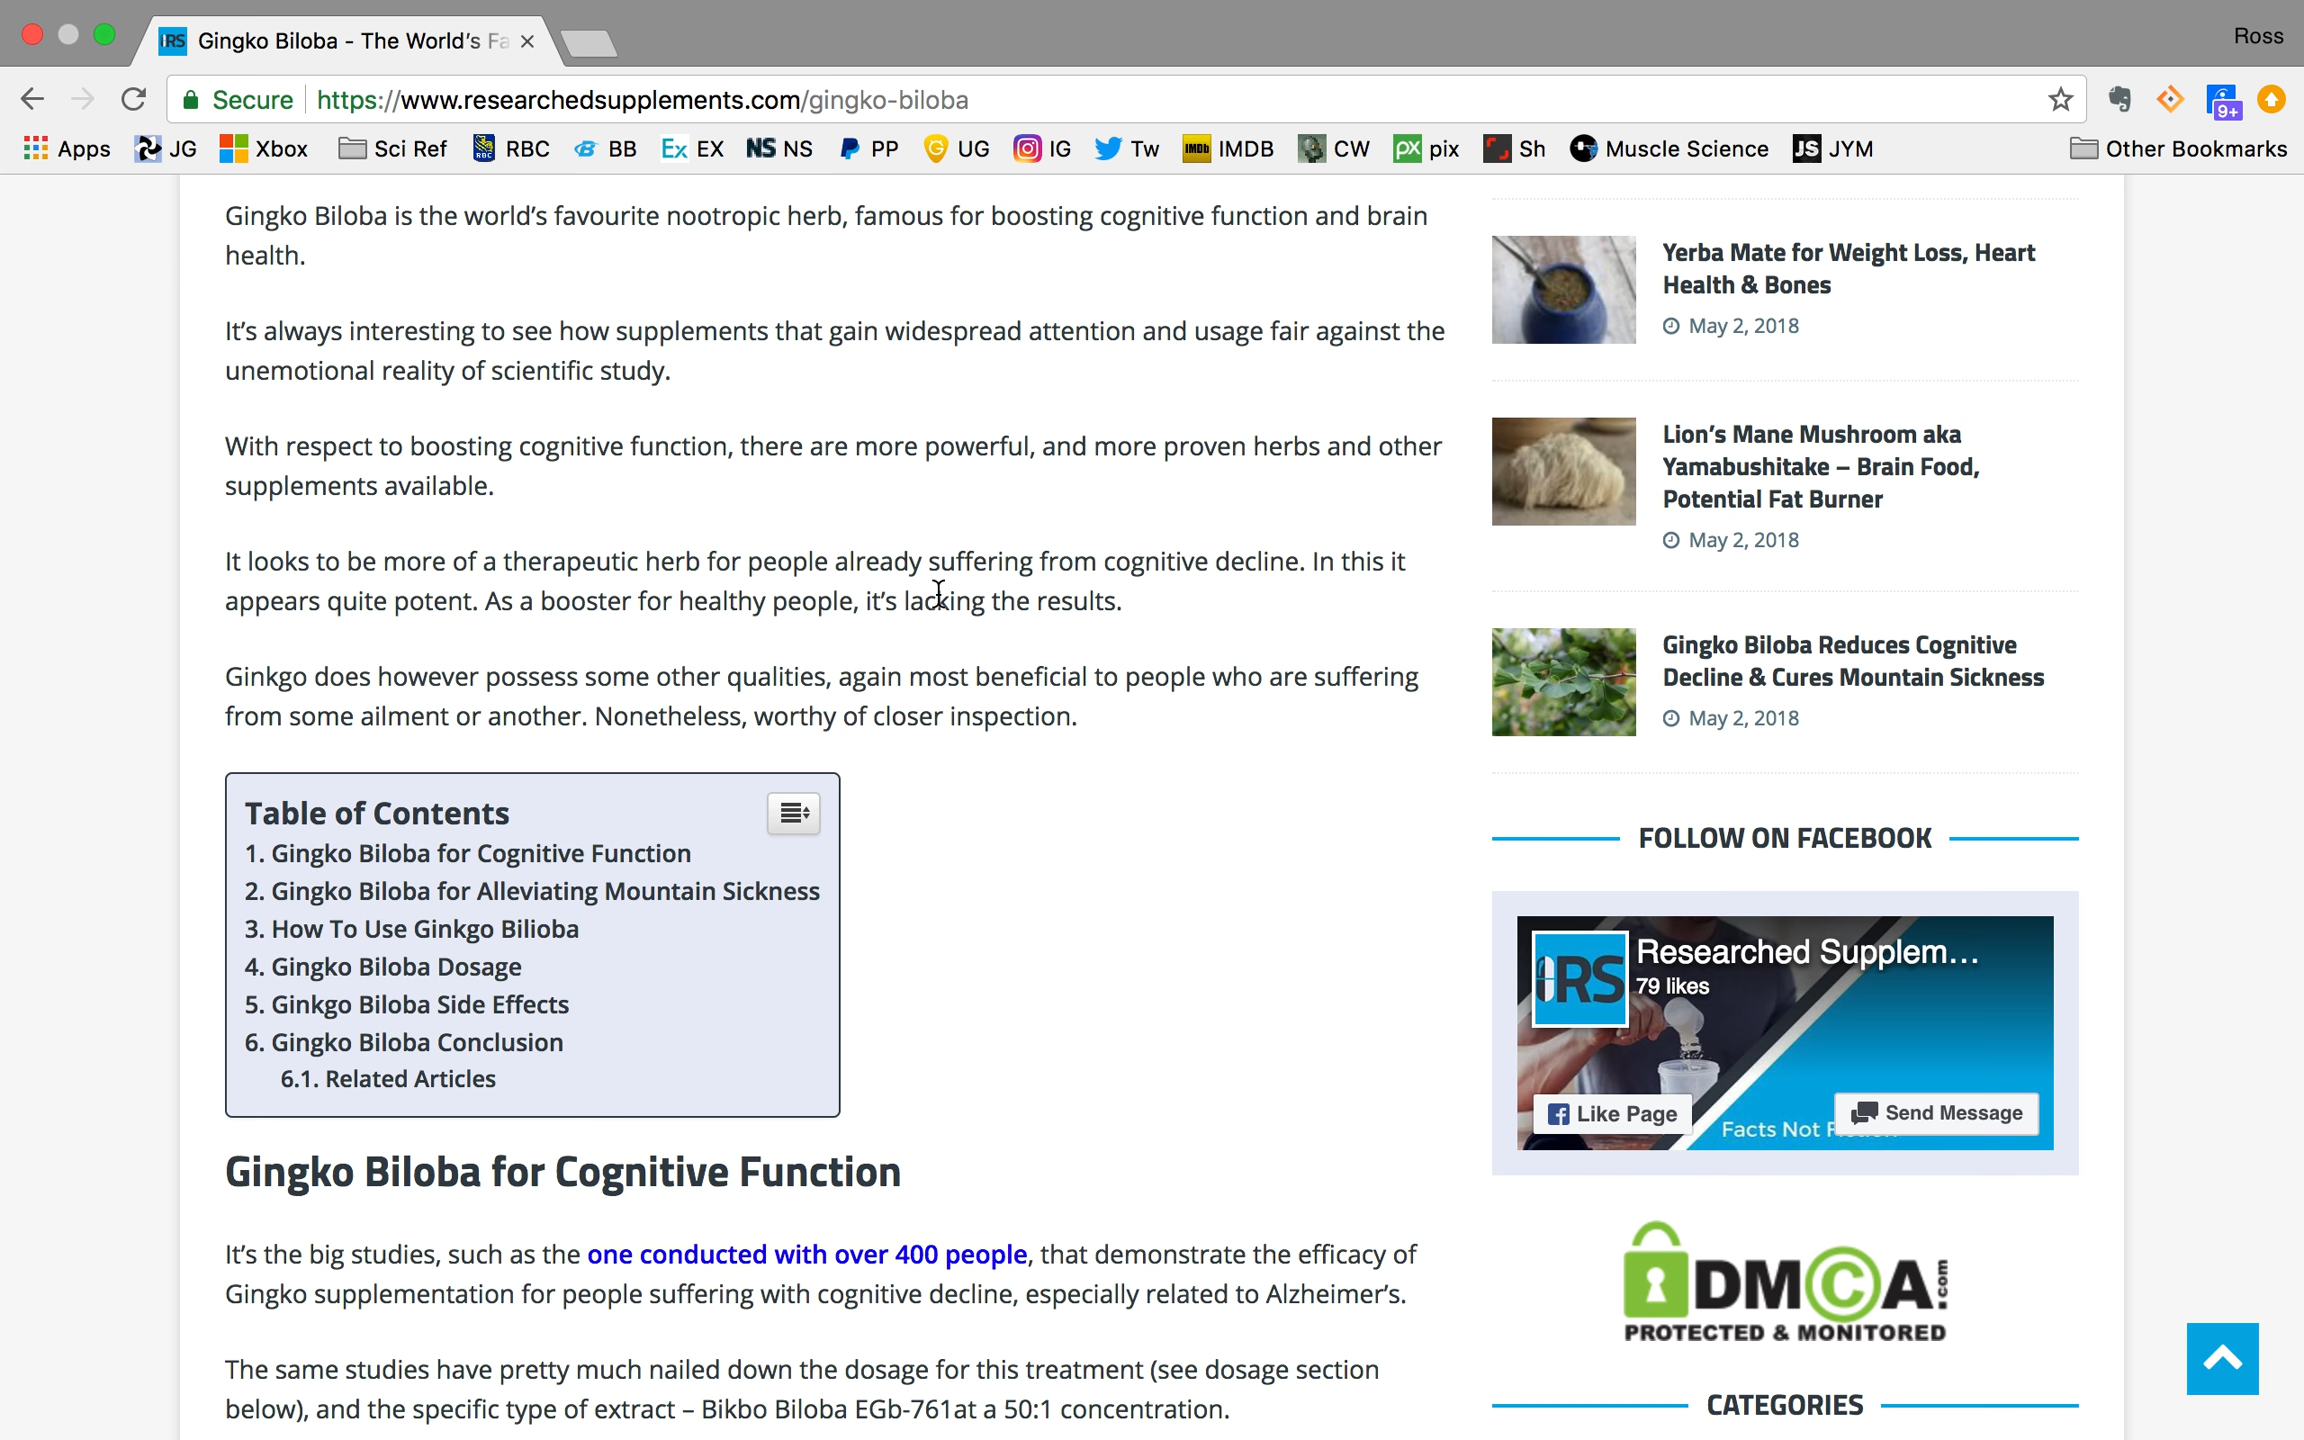 IRS Gingko Biloba - The World's Fa
Ross
Secure https://www.researchedsupplements.com/gingko-biloba
9+
Apps JG Xbox Sci Ref RBC BB EX NS PP UG IG Tw IMDB CW pix Sh Muscle Science JYM Other Bookmarks
Gingko Biloba is the world's favourite nootropic herb, famous for boosting cognitive function and brain
health.
It's always interesting to see how supplements that gain widespread attention and usage fair against the
unemotional reality of scientific study.
With respect to boosting cognitive function, there are more powerful, and more proven herbs and other
supplements available.
It looks to be more of a therapeutic herb for people already suffering from cognitive decline. In this it
appears quite potent. As a booster for healthy people, it's lacking the results.
Ginkgo does however possess some other qualities, again most beneficial to people who are suffering
from some ailment or another. Nonetheless, worthy of closer inspection.
Table of Contents
1. Gingko Biloba for Cognitive Function
2. Gingko Biloba for Alleviating Mountain Sickness
3. How To Use Ginkgo Bilioba
4. Gingko Biloba Dosage
5. Ginkgo Biloba Side Effects
6. Gingko Biloba Conclusion
6.1. Related Articles
Gingko Biloba for Cognitive Function
It's the big studies, such as the one conducted with over 400 people, that demonstrate the efficacy of
Gingko supplementation for people suffering with cognitive decline, especially related to Alzheimer's.
The same studies have pretty much nailed down the dosage for this treatment (see dosage section
below), and the specific type of extract – Bikbo Biloba EGb-761at a 50:1 concentration.
Yerba Mate for Weight Loss, Heart
Health & Bones
May 2, 2018
Lion's Mane Mushroom aka
Yamabushitake – Brain Food,
Potential Fat Burner
May 2, 2018
Gingko Biloba Reduces Cognitive
Decline & Cures Mountain Sickness
May 2, 2018
FOLLOW ON FACEBOOK
RS
Researched Supplem...
79 likes
Like Page
Send Message
Facts Not
DMCA.com
PROTECTED & MONITORED
CATEGORIES